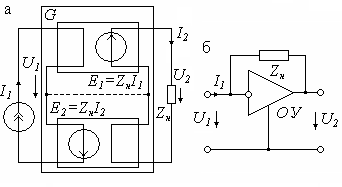 а
G
I₂
U₁
I₁
E₁=ZнI₁
U₂
E₂=ZнI₂
Zн
б
I₁
Zн
U₁
ОУ
U₂